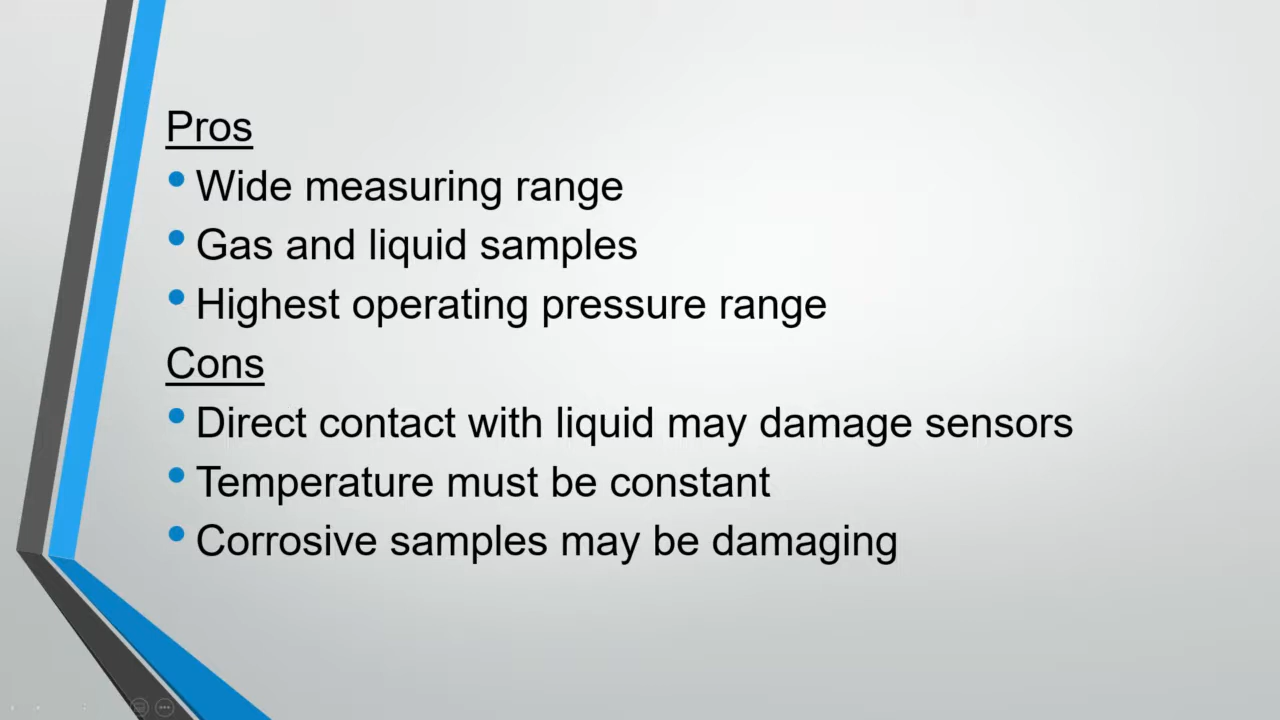 Pros
• Wide measuring range
• Gas and liquid samples
• Highest operating pressure range
Cons
• Direct contact with liquid may damage sensors
• Temperature must be constant
• Corrosive samples may be damaging